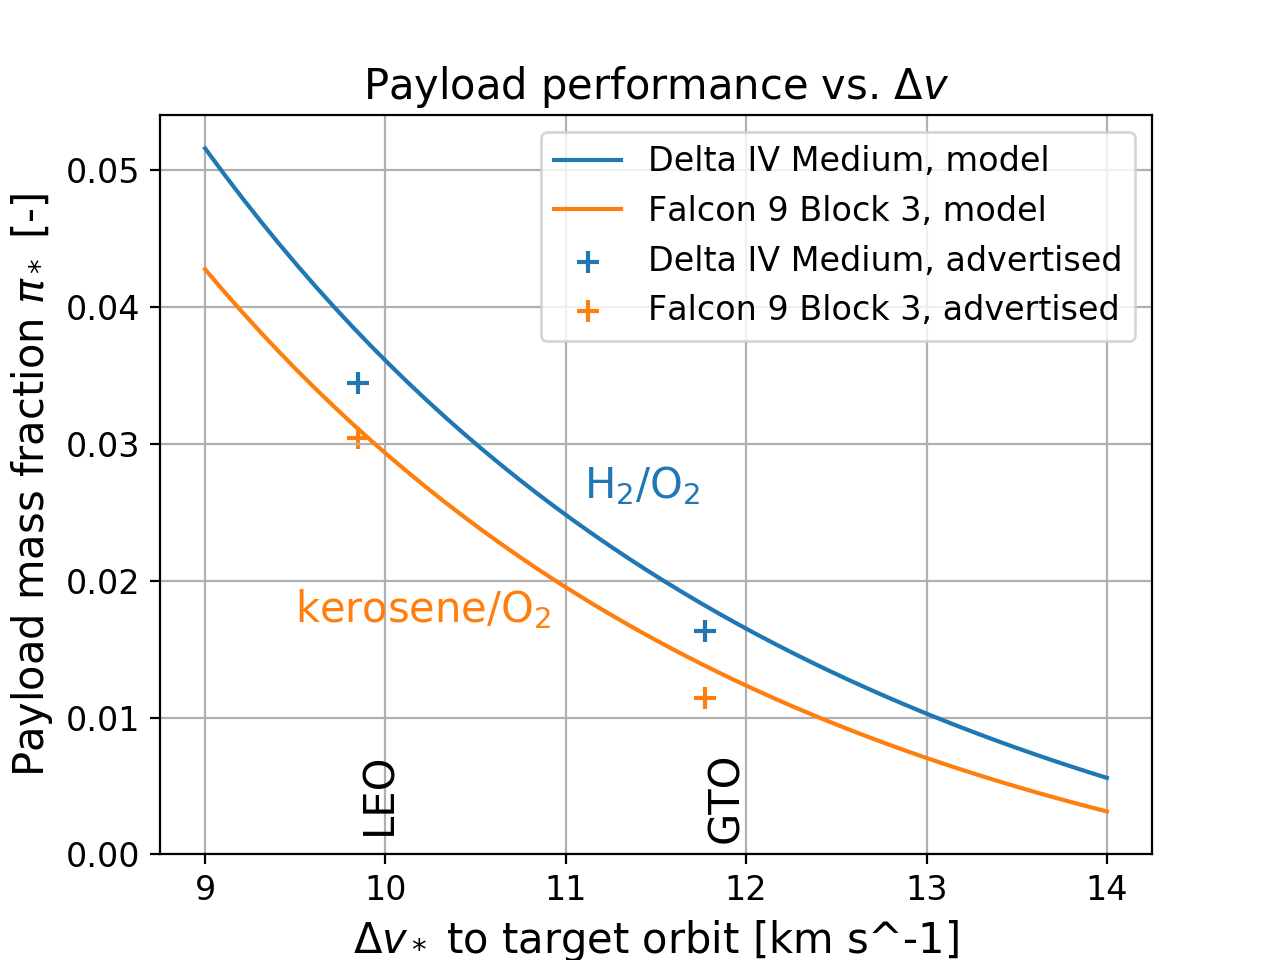 Payload performance vs. Δv
Payload mass fraction π* [-]
0.05
0.04
0.03
0.02
0.01
0.00
Delta IV Medium, model
Falcon 9 Block 3, model
Delta IV Medium, advertised
Falcon 9 Block 3, advertised
H₂/O₂
kerosene/O₂
LEO
GTO
9 10 11 12 13 14
Δv* to target orbit [km s^-1]